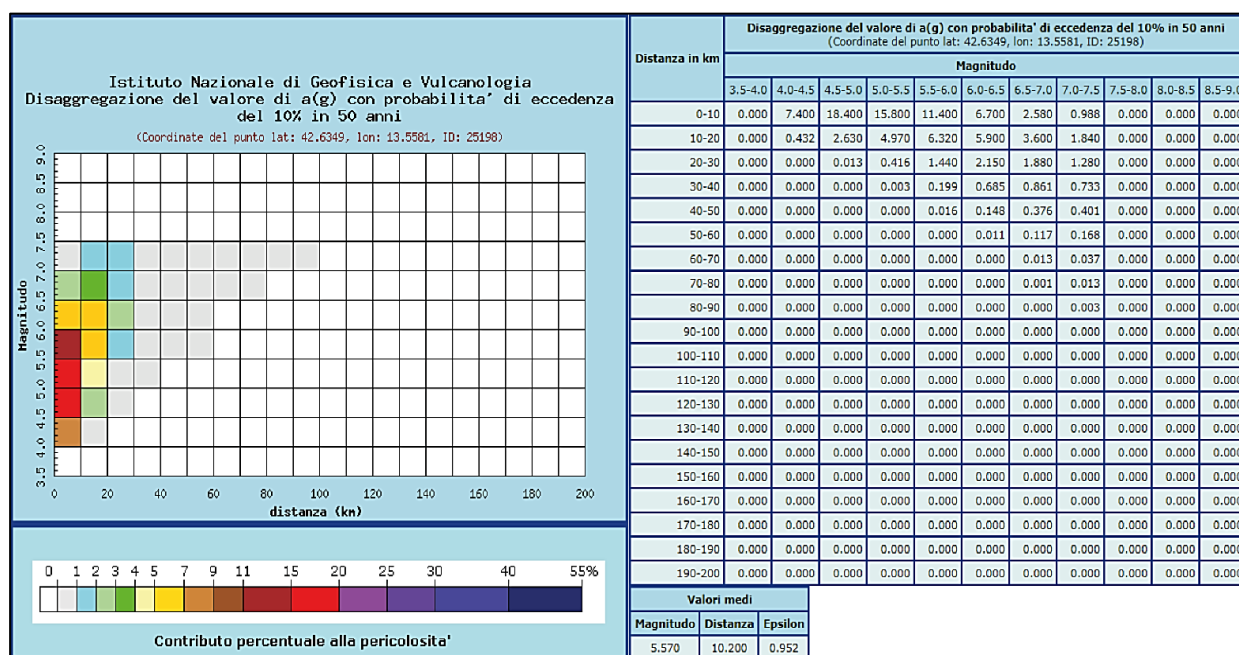 Istituto Nazionale di Geofisica e Vulcanologia
Disaggregazione del valore di a(g) con probabilita' di eccedenza
del 10% in 50 anni
(Coordinate del punto lat: 42.6349, lon: 13.5581, ID: 25198)
Magnitudo
9.0
8.5
8.0
7.5
7.0
6.5
6.0
5.5
5.0
4.5
4.0
3.5
0 20 40 60 80 100 120 140 160 180 200
distanza (km)
0 1 2 3 4 5 7 9 11 15 20 25 30 40 55%
Contributo percentuale alla pericolosita'
Distanza in km
Disaggregazione del valore di a(g) con probabilita' di eccedenza del 10% in 50 anni
(Coordinate del punto lat: 42.6349, lon: 13.5581, ID: 25198)
Magnitudo
3.5-4.0 4.0-4.5 4.5-5.0 5.0-5.5 5.5-6.0 6.0-6.5 6.5-7.0 7.0-7.5 7.5-8.0 8.0-8.5 8.5-9.0
0-10 0.000 7.400 18.400 15.800 11.400 6.700 2.580 0.988 0.000 0.000 0.000
10-20 0.000 0.432 2.630 4.970 6.320 5.900 3.600 1.840 0.000 0.000 0.000
20-30 0.000 0.000 0.013 0.416 1.440 2.150 1.880 1.280 0.000 0.000 0.000
30-40 0.000 0.000 0.000 0.003 0.199 0.685 0.861 0.733 0.000 0.000 0.000
40-50 0.000 0.000 0.000 0.000 0.016 0.148 0.376 0.401 0.000 0.000 0.000
50-60 0.000 0.000 0.000 0.000 0.000 0.011 0.117 0.168 0.000 0.000 0.000
60-70 0.000 0.000 0.000 0.000 0.000 0.000 0.013 0.037 0.000 0.000 0.000
70-80 0.000 0.000 0.000 0.000 0.000 0.000 0.001 0.013 0.000 0.000 0.000
80-90 0.000 0.000 0.000 0.000 0.000 0.000 0.000 0.003 0.000 0.000 0.000
90-100 0.000 0.000 0.000 0.000 0.000 0.000 0.000 0.000 0.000 0.000 0.000
100-110 0.000 0.000 0.000 0.000 0.000 0.000 0.000 0.000 0.000 0.000 0.000
110-120 0.000 0.000 0.000 0.000 0.000 0.000 0.000 0.000 0.000 0.000 0.000
120-130 0.000 0.000 0.000 0.000 0.000 0.000 0.000 0.000 0.000 0.000 0.000
130-140 0.000 0.000 0.000 0.000 0.000 0.000 0.000 0.000 0.000 0.000 0.000
140-150 0.000 0.000 0.000 0.000 0.000 0.000 0.000 0.000 0.000 0.000 0.000
150-160 0.000 0.000 0.000 0.000 0.000 0.000 0.000 0.000 0.000 0.000 0.000
160-170 0.000 0.000 0.000 0.000 0.000 0.000 0.000 0.000 0.000 0.000 0.000
170-180 0.000 0.000 0.000 0.000 0.000 0.000 0.000 0.000 0.000 0.000 0.000
180-190 0.000 0.000 0.000 0.000 0.000 0.000 0.000 0.000 0.000 0.000 0.000
190-200 0.000 0.000 0.000 0.000 0.000 0.000 0.000 0.000 0.000 0.000 0.000
Valori medi
Magnitudo Distanza Epsilon
5.570 10.200 0.952